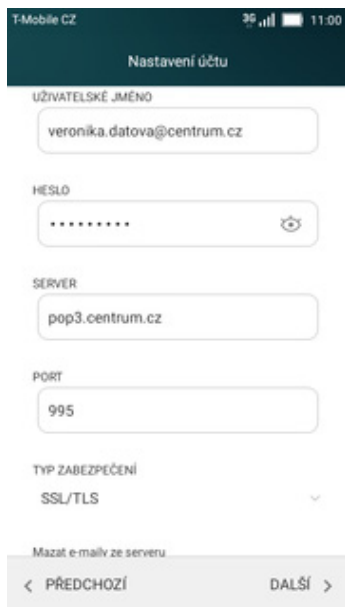 T-Mobile CZ 3G 11:00
Nastavení účtu
UŽIVATELSKÉ JMÉNO
veronika.datova@centrum.cz
HESLO
•••••••••
SERVER
pop3.centrum.cz
PORT
995
TYP ZABEZPEČENÍ
SSL/TLS
Mazat e-maily ze serveru
< PŘEDCHOZÍ DALŠÍ >